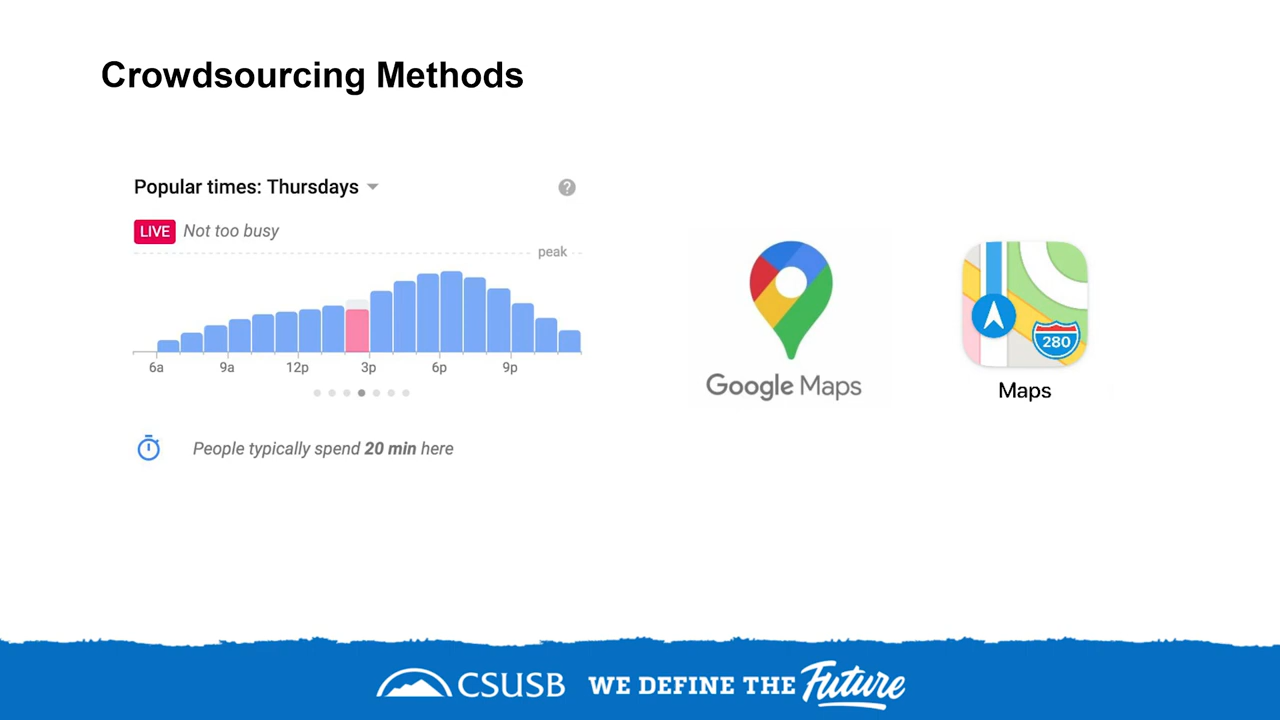 Crowdsourcing Methods
Popular times: Thursdays
?
LIVE Not too busy
peak
6a 9a 12p 3p 6p 9p
People typically spend 20 min here
Google Maps
280
Maps
CSUSB WE DEFINE THE Future